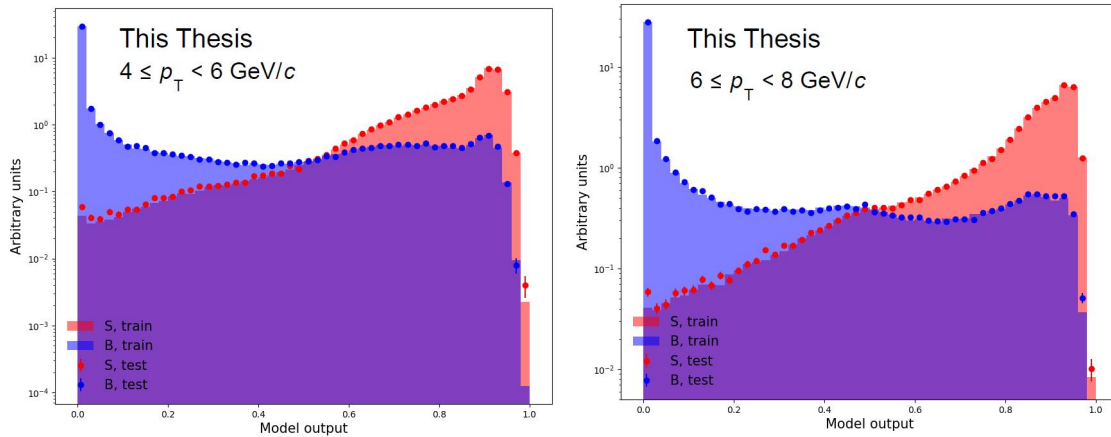 This Thesis
4 ≤ p_T < 6 GeV/c
Arbitrary units
10^1
10^0
10^-1
10^-2
10^-3
10^-4
S, train
B, train
S, test
B, test
0.0 0.2 0.4 0.6 0.8 1.0
Model output
This Thesis
6 ≤ p_T < 8 GeV/c
Arbitrary units
10^1
10^0
10^-1
10^-2
S, train
B, train
S, test
B, test
0.0 0.2 0.4 0.6 0.8 1.0
Model output